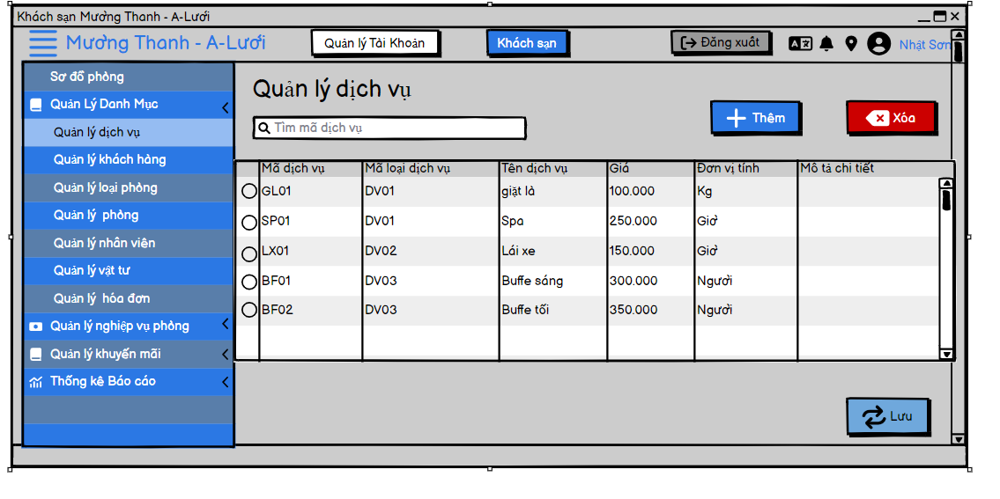 Khách sạn Mưởng Thanh - A-Lưới
Mưởng Thanh - A-Lưới
Quản lý Tài Khoản
Khách sạn
Đăng xuất
Nhật Sơn
Sơ đồ phòng
Quản Lý Danh Mục
Quản lý dịch vụ
Quản lý khách hàng
Quản lý loại phòng
Quản lý phòng
Quản lý nhân viên
Quản lý vật tư
Quản lý hóa đơn
Quản lý nghiệp vụ phòng
Quản lý khuyến mãi
Thống kê Báo cáo
Quản lý dịch vụ
Tìm mã dịch vụ
Thêm
Xóa
Mã dịch vụ Mã loại dịch vụ Tên dịch vụ Giá Đơn vị tính Mô tả chi tiết
GL01 DV01 giặt là 100.000 Kg
SP01 DV01 Spa 250.000 Giờ
LX01 DV02 Lái xe 150.000 Giờ
BF01 DV03 Buffe sáng 300.000 Người
BF02 DV03 Buffe tối 350.000 Người
Lưu